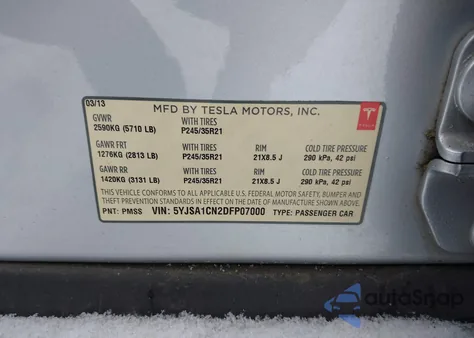 03/13 MFD BY TESLA MOTORS, INC.
GVWR WITH TIRES
2590KG (5710 LB) P245/35R21
GAWR FRT WITH TIRES RIM COLD TIRE PRESSURE
1276KG (2813 LB) P245/35R21 21X8.5 J 290 kPa, 42 psi
GAWR RR WITH TIRES RIM COLD TIRE PRESSURE
1420KG (3131 LB) P245/35R21 21X8.5 J 290 kPa, 42 psi
THIS VEHICLE CONFORMS TO ALL APPLICABLE U.S. FEDERAL MOTOR SAFETY, BUMPER AND
THEFT PREVENTION STANDARDS IN EFFECT ON THE DATE OF MANUFACTURE SHOWN ABOVE.
PNT: PMSS VIN: 5YJSA1CN2DFP07000 TYPE: PASSENGER CAR
TESLA
autoSnap